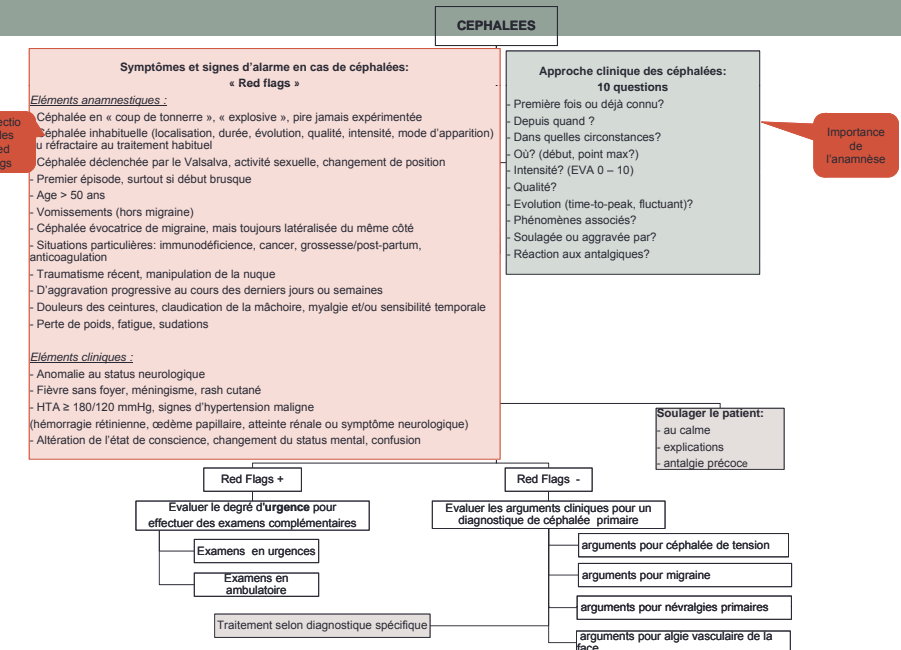 CEPHALEES
Symptômes et signes d'alarme en cas de céphalées:
« Red flags »
Eléments anamnestiques :
Céphalée en « coup de tonnerre », « explosive », pire jamais expérimentée
Céphalée inhabituelle (localisation, durée, évolution, qualité, intensité, mode d'apparition)
u réfractaire au traitement habituel
Céphalée déclenchée par le Valsalva, activité sexuelle, changement de position
- Premier épisode, surtout si début brusque
- Age > 50 ans
- Vomissements (hors migraine)
- Céphalée évocatrice de migraine, mais toujours latéralisée du même côté
- Situations particulières: immunodéficience, cancer, grossesse/post-partum,
anticoagulation
- Traumatisme récent, manipulation de la nuque
- D'aggravation progressive au cours des derniers jours ou semaines
- Douleurs des ceintures, claudication de la mâchoire, myalgie et/ou sensibilité temporale
- Perte de poids, fatigue, sudations
Eléments cliniques :
- Anomalie au status neurologique
- Fièvre sans foyer, méningisme, rash cutané
- HTA ≥ 180/120 mmHg, signes d'hypertension maligne
(hémorragie rétinienne, œdème papillaire, atteinte rénale ou symptôme neurologique)
- Altération de l'état de conscience, changement du status mental, confusion
ectio
les
ed
gs
Approche clinique des céphalées:
10 questions
- Première fois ou déjà connu?
- Depuis quand ?
- Dans quelles circonstances?
- Où? (début, point max?)
- Intensité? (EVA 0 – 10)
- Qualité?
- Evolution (time-to-peak, fluctuant)?
- Phénomènes associés?
- Soulagée ou aggravée par?
- Réaction aux antalgiques?
Importance
de
l'anamnèse
Soulager le patient:
- au calme
- explications
- antalgie précoce
Red Flags +
Red Flags -
Evaluer le degré d'urgence pour
effectuer des examens complémentaires
Examens en urgences
Examens en
ambulatoire
Evaluer les arguments cliniques pour un
diagnostique de céphalée primaire
arguments pour céphalée de tension
arguments pour migraine
arguments pour névralgies primaires
arguments pour algie vasculaire de la
face
Traitement selon diagnostique spécifique